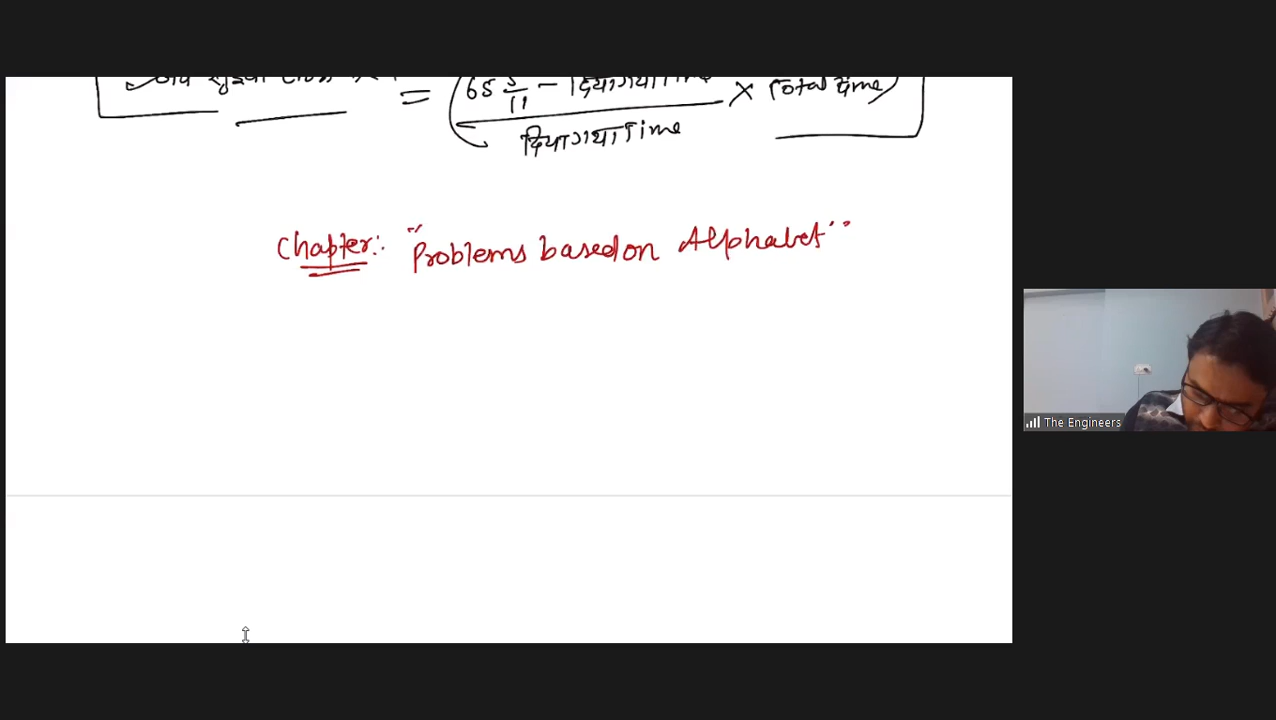 = 65 5/11 - दियागया Time × Total time
दियागया Time
Chapter:- "Problems based on Alphabet"
The Engineers